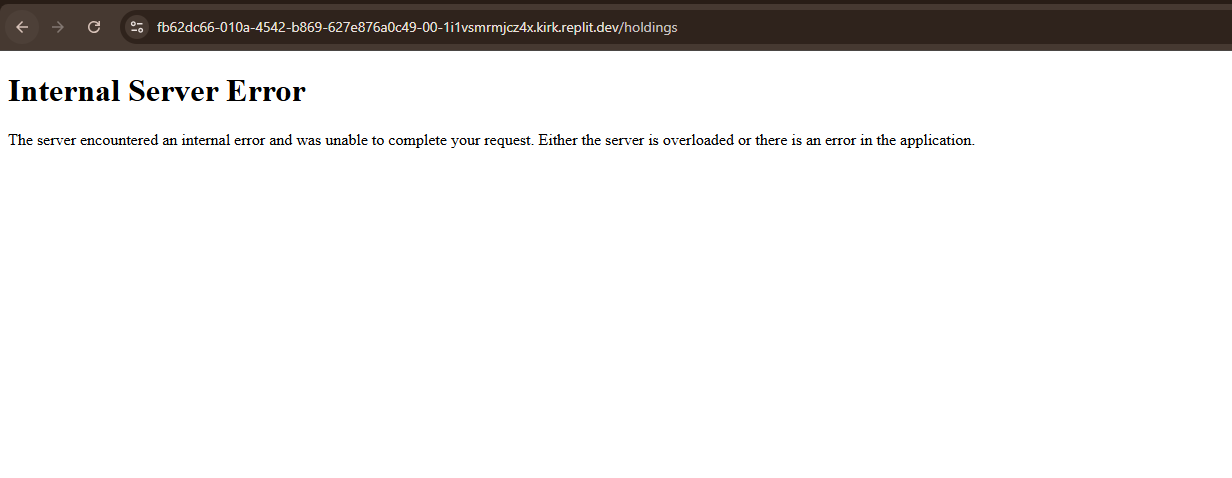 fb62dc66-010a-4542-b869-627e876a0c49-00-1i1vsmrmjcz4x.kirk.replit.dev/holdings
Internal Server Error
The server encountered an internal error and was unable to complete your request. Either the server is overloaded or there is an error in the application.